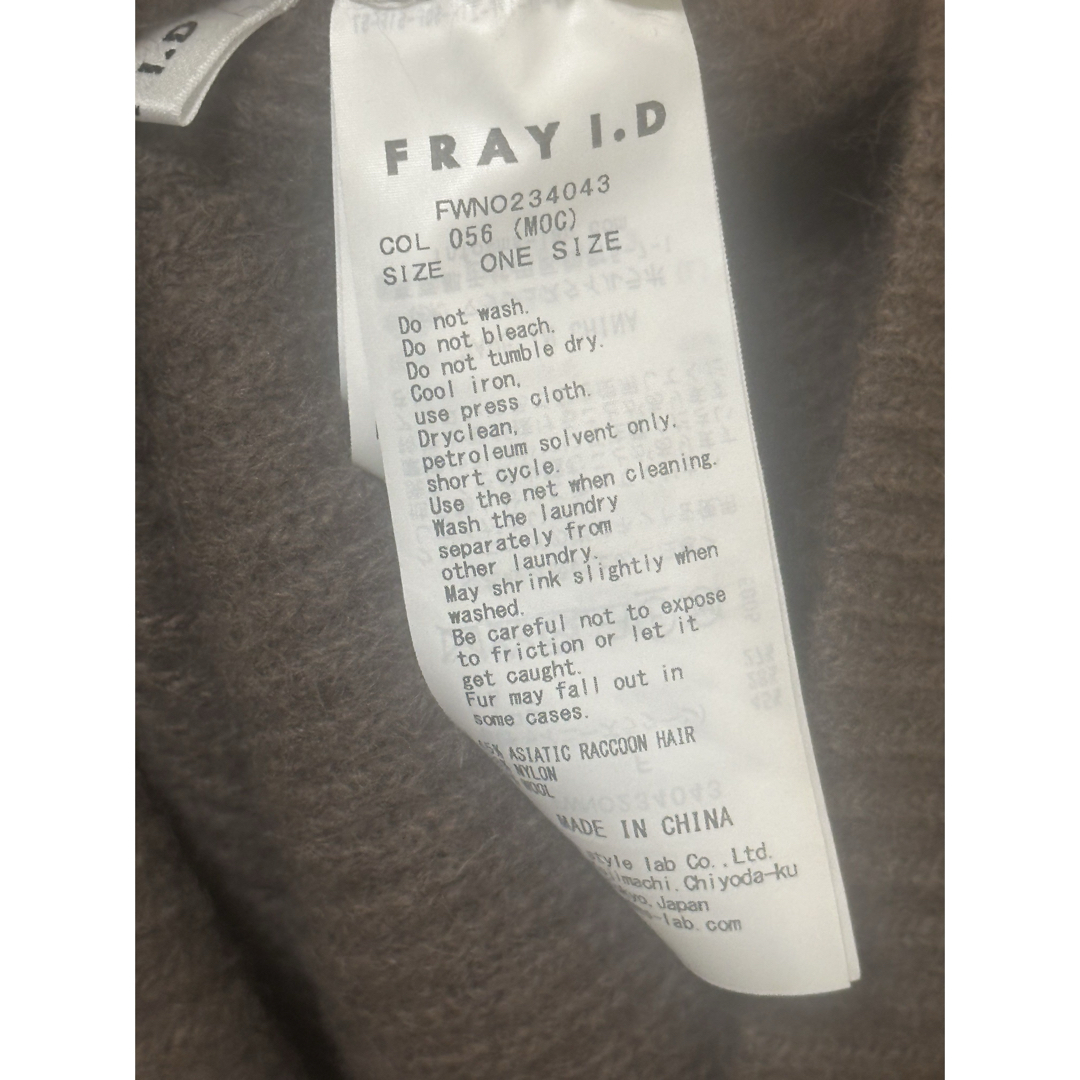 I.D
FRAY I.D
FWNO234043
COL 056 (MOC)
SIZE ONE SIZE
Do not wash.
Do not bleach.
Do not tumble dry.
Cool iron,
use press cloth.
Dryclean,
petroleum solvent only,
short cycle.
Use the net when cleaning.
Wash the laundry
separately from
other laundry.
May shrink slightly when
washed.
Be careful not to expose
to friction or let it
get caught.
Fur may fall out in
some cases.
ASIATIC RACCOON HAIR
NYLON
WOOL
MADE IN CHINA
style lab Co.,Ltd.
Chiyoda-ku
Japan